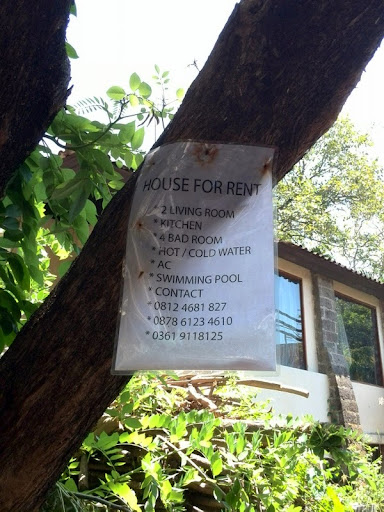 HOUSE FOR RENT
* 2 LIVING ROOM
* KITCHEN
* 4 BAD ROOM
* HOT / COLD WATER
* AC
* SWIMMING POOL
* CONTACT
* 0812 4681 827
* 0878 6123 4610
* 0361 9118125